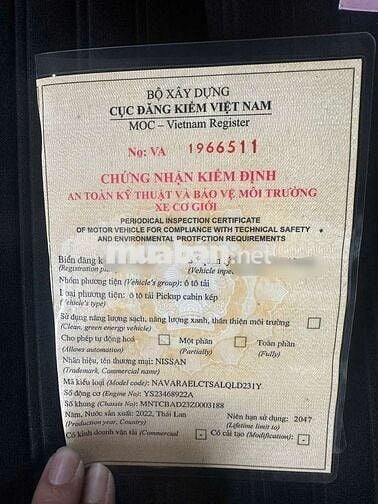 BỘ XÂY DỰNG
CỤC ĐĂNG KIỂM VIỆT NAM
MOC – Vietnam Register
No: VA 1966511
CHỨNG NHẬN KIỂM ĐỊNH
AN TOÀN KỸ THUẬT VÀ BẢO VỆ MÔI TRƯỜNG
XE CƠ GIỚI
PERIODICAL INSPECTION CERTIFICATE
OF MOTOR VEHICLE FOR COMPLIANCE WITH TECHNICAL SAFETY
AND ENVIRONMENTAL PROTECTION REQUIREMENTS
Biển đăng
(Registration Vehicle inpe.
muaban.net
Nhóm phương tiện (Vehicle's group): ô tô tải
Loại phương tiện: ô tô tải Pickup cabin kép
(Vehicle's type)
Sử dụng năng lượng sạch, năng lượng xanh, thân thiện môi trường
(Clean, green energy vehicle)
Cho phép tự động hoá Một phần Toàn phần
(Allows automation) (Partially) (Fully)
Nhãn hiệu, tên thương mại: NISSAN
(Trademark, Commercial name)
Mã kiểu loại (Model code): NAVARAELCTSALQLD231Y
Số động cơ (Engine No): YS23468922A
Số khung (Chassis No): MNTCBAD23Z0003188
Năm, Nước sản xuất: 2022, Thái Lan Niên hạn sử dụng: 2047
(Production year, Country) (Lifetime limit to)
Có kinh doanh vận tải (Commercial - Có cải tạo (Modification): -